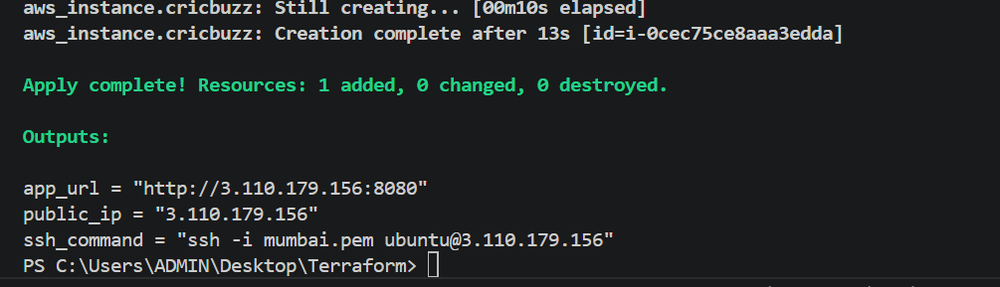 aws_instance.cricbuzz: Still creating... [00m10s elapsed]
aws_instance.cricbuzz: Creation complete after 13s [id=i-0cec75ce8aaa3edda]
Apply complete! Resources: 1 added, 0 changed, 0 destroyed.
Outputs:
app_url = "http://3.110.179.156:8080"
public_ip = "3.110.179.156"
ssh_command = "ssh -i mumbai.pem ubuntu@3.110.179.156"
PS C:\Users\ADMIN\Desktop\Terraform>